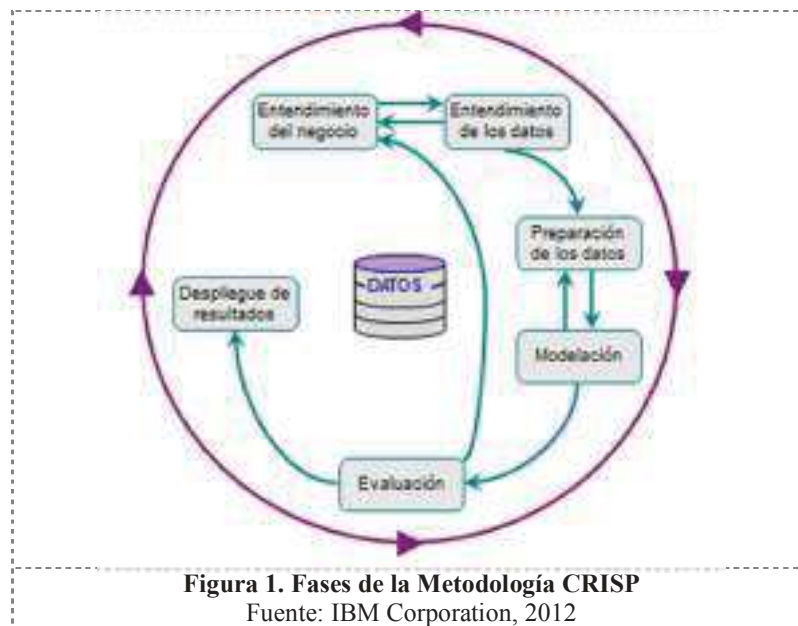 Entendimiento
del negocio
Entendimiento
de los datos
Preparación
de los datos
DATOS
Despliegue de
resultados
Modelación
Evaluación
Figura 1. Fases de la Metodología CRISP
Fuente: IBM Corporation, 2012